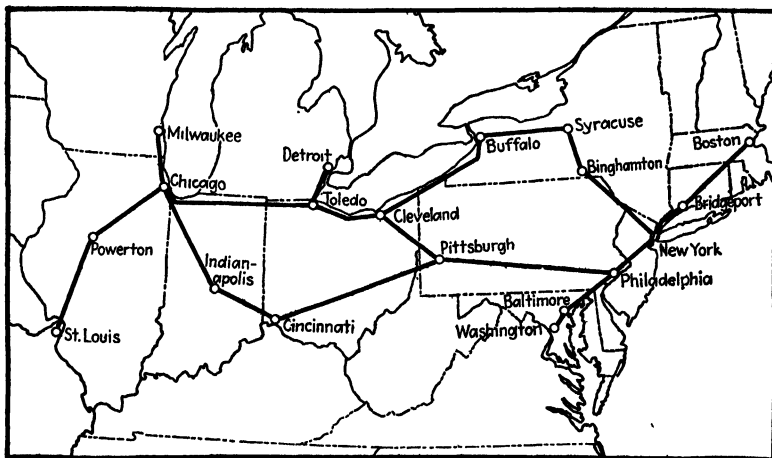 Milwaukee
Chicago
Powerton
St. Louis
Indian-
apolis
Cincinnati
Detroit
Toledo
Cleveland
Pittsburgh
Buffalo
Syracuse
Binghamton
Boston
Bridgeport
New York
Philadelphia
Baltimore
Washington